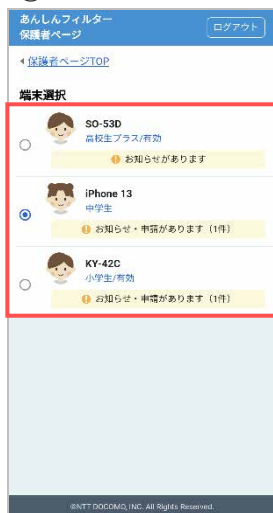 あんしんフィルター
保護者ページ
ログアウト
保護者ページTOP
端末選択
SO-53D
高校生プラス/有効
お知らせがあります
iPhone 13
中学生
お知らせ・申請があります（1件）
KY-42C
小学生/有効
お知らせ・申請があります（1件）
©NTT DOCOMO, INC. All Rights Reserved.